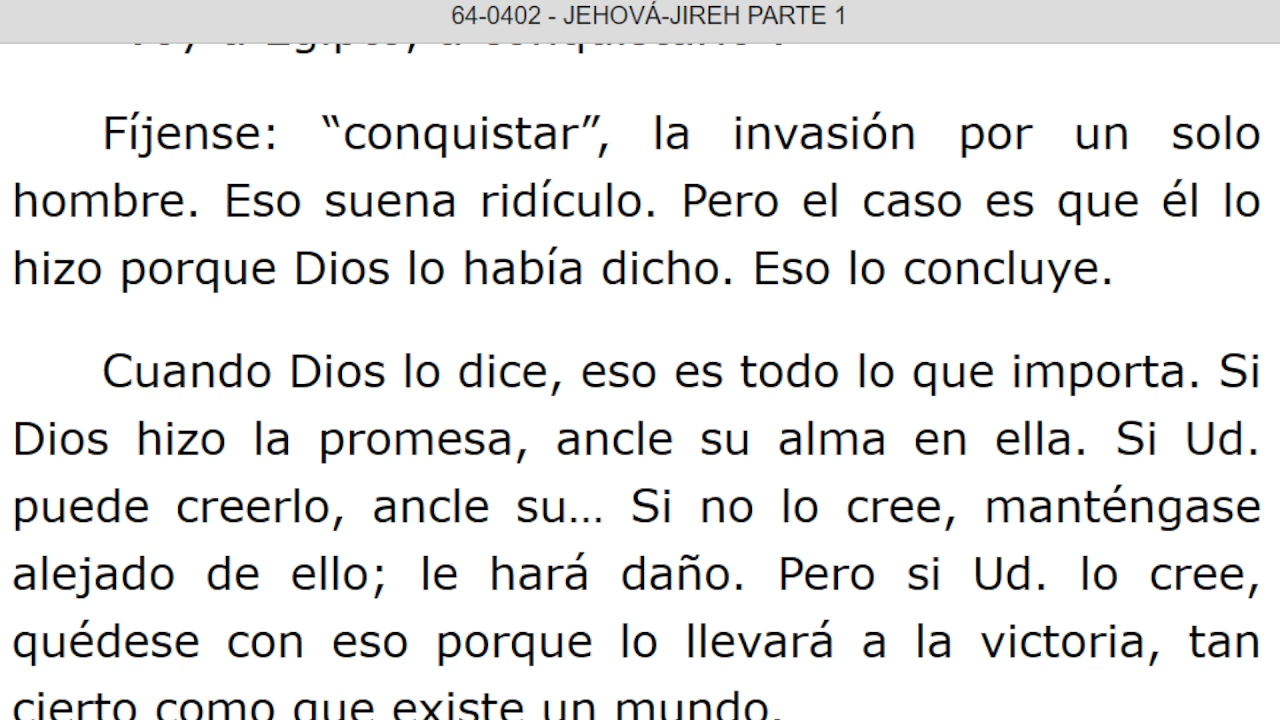 64-0402 - JEHOVÁ-JIREH PARTE 1
Voy a Egipto, a conquistarlo".
Fíjense: “conquistar”, la invasión por un solo
hombre. Eso suena ridículo. Pero el caso es que él lo
hizo porque Dios lo había dicho. Eso lo concluye.
Cuando Dios lo dice, eso es todo lo que importa. Si
Dios hizo la promesa, ancle su alma en ella. Si Ud.
puede creerlo, ancle su… Si no lo cree, manténgase
alejado de ello; le hará daño. Pero si Ud. lo cree,
quédese con eso porque lo llevará a la victoria, tan
cierto como que existe un mundo.